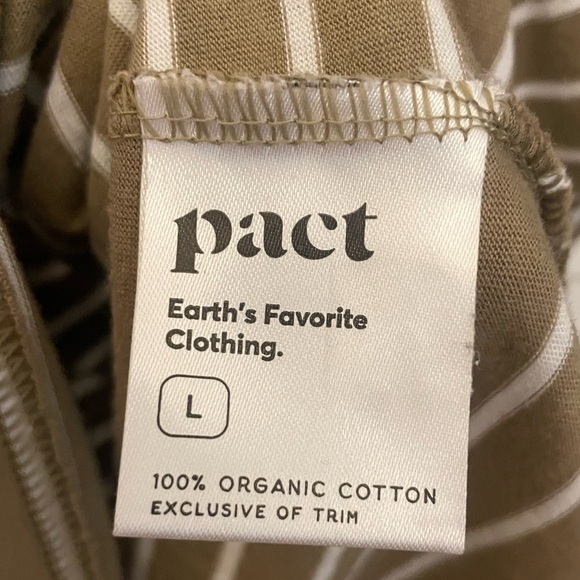 pact
Earth's Favorite
Clothing.
L
100% ORGANIC COTTON
EXCLUSIVE OF TRIM